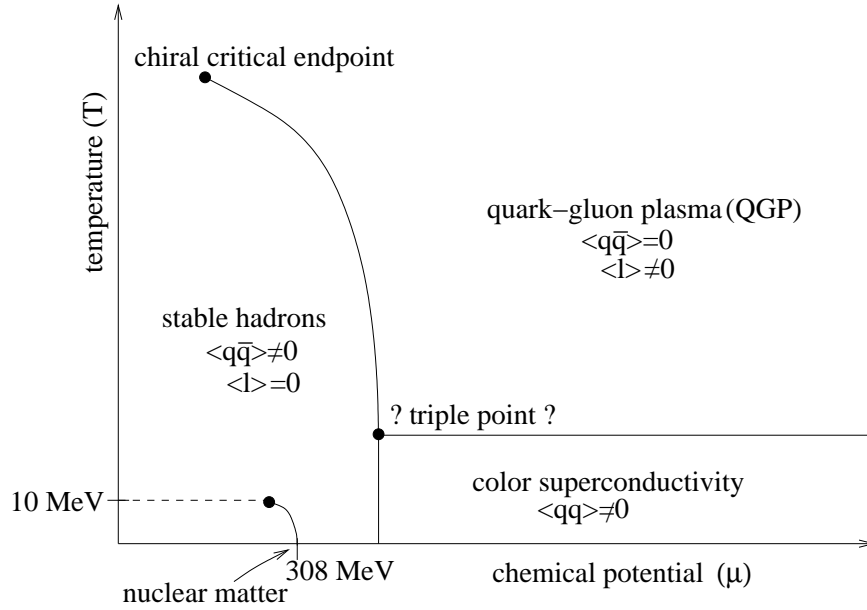 chiral critical endpoint
temperature (T)
quark−gluon plasma (QGP)
<qq̅>=0
<l>≠0
stable hadrons
<qq̅>≠0
<l>=0
? triple point ?
color superconductivity
<qq>≠0
10 MeV
308 MeV
nuclear matter
chemical potential (μ)